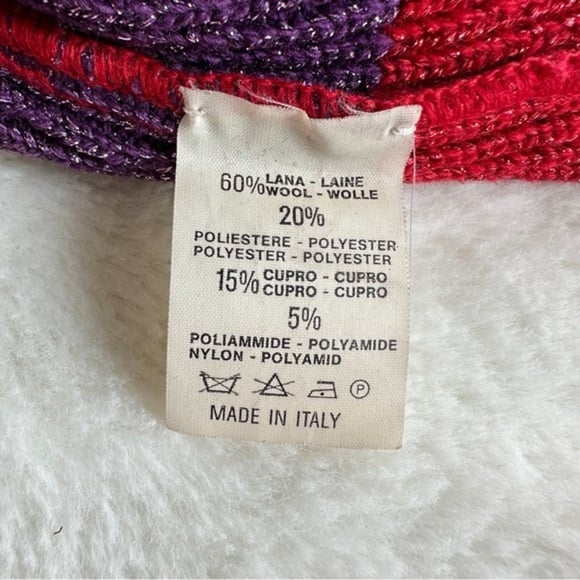 60% LANA - LAINE
WOOL - WOLLE
20%
POLIESTERE - POLYESTER
POLYESTER - POLYESTER
15% CUPRO - CUPRO
CUPRO - CUPRO
5%
POLIAMMIDE - POLYAMIDE
NYLON - POLYAMID
P
MADE IN ITALY